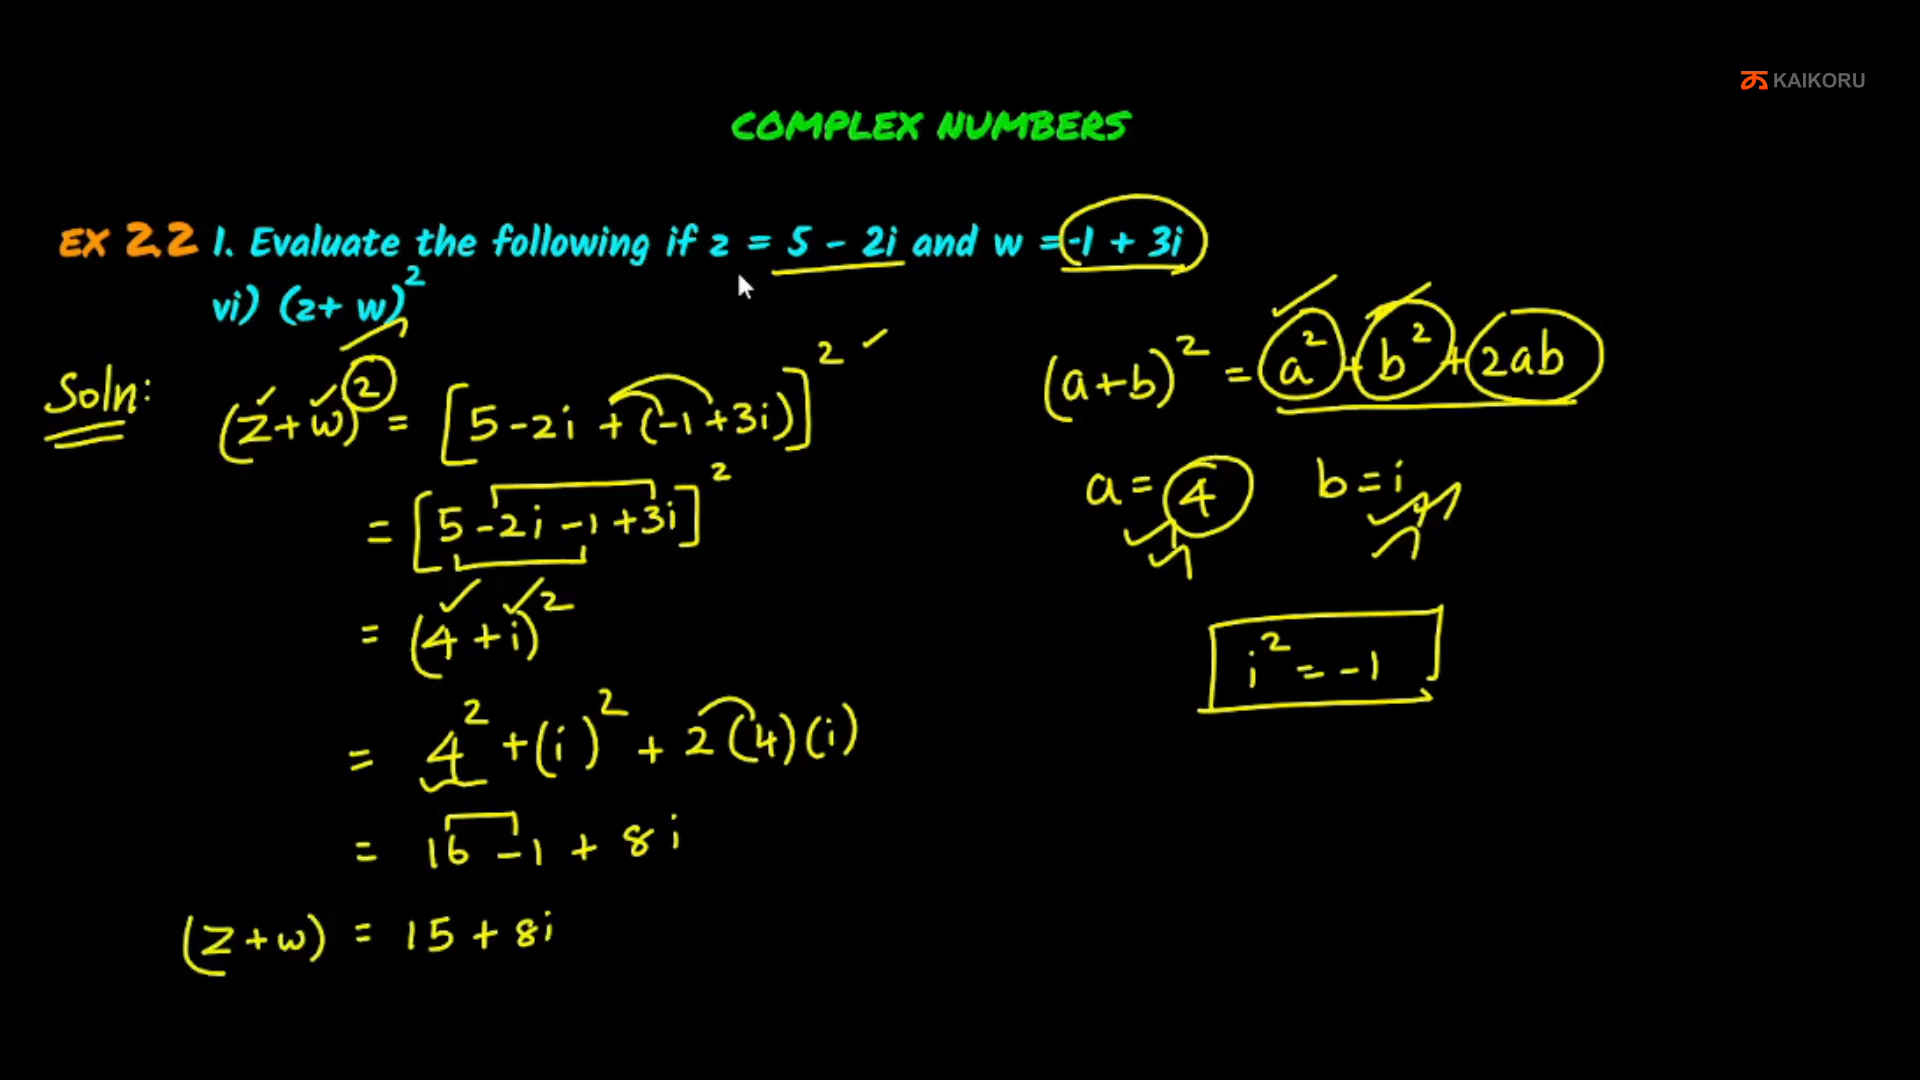 KAIKORU
COMPLEX NUMBERS
EX 2.2 1. Evaluate the following if z = 5 - 2i and w = -1 + 3i
vi) (z+ w)²
Soln:
(z+w)² = [5-2i +(-1+3i)]²
= [5-2i-1+3i]²
= (4+i)²
= 4²+(i)²+2(4)(i)
= 16-1+8i
(z+w) = 15+8i
(a+b)² = a²+b²+2ab
a=4 b=i
i²=-1